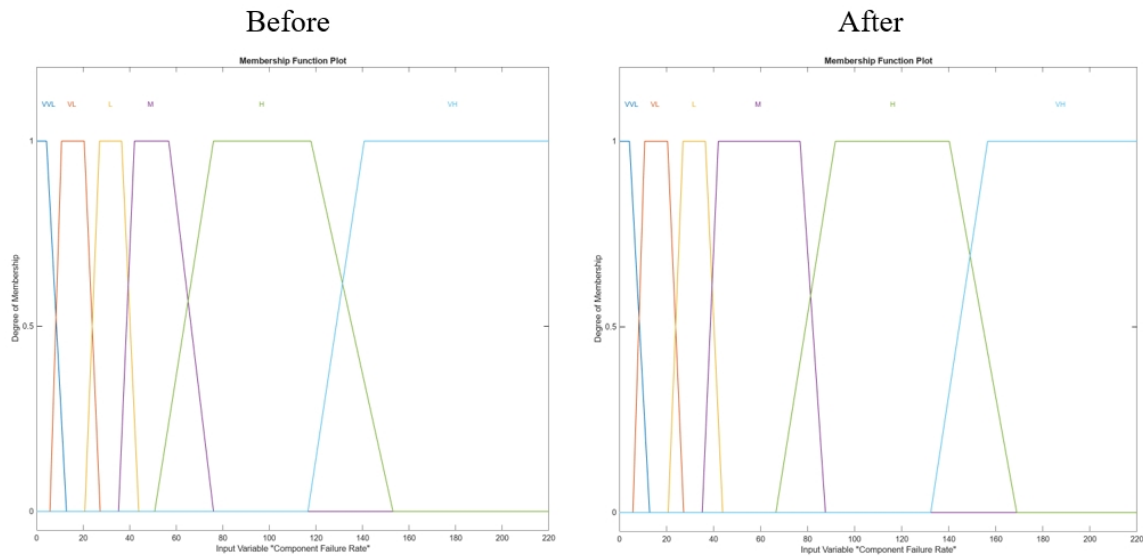 Before
After
Membership Function Plot
VVL VL L M H VH
1
0.5
0
Degree of Membership
0 20 40 60 80 100 120 140 160 180 200 220
Input Variable "Component Failure Rate"
Membership Function Plot
VVL VL L M H VH
1
0.5
0
Degree of Membership
0 20 40 60 80 100 120 140 160 180 200 220
Input Variable "Component Failure Rate"